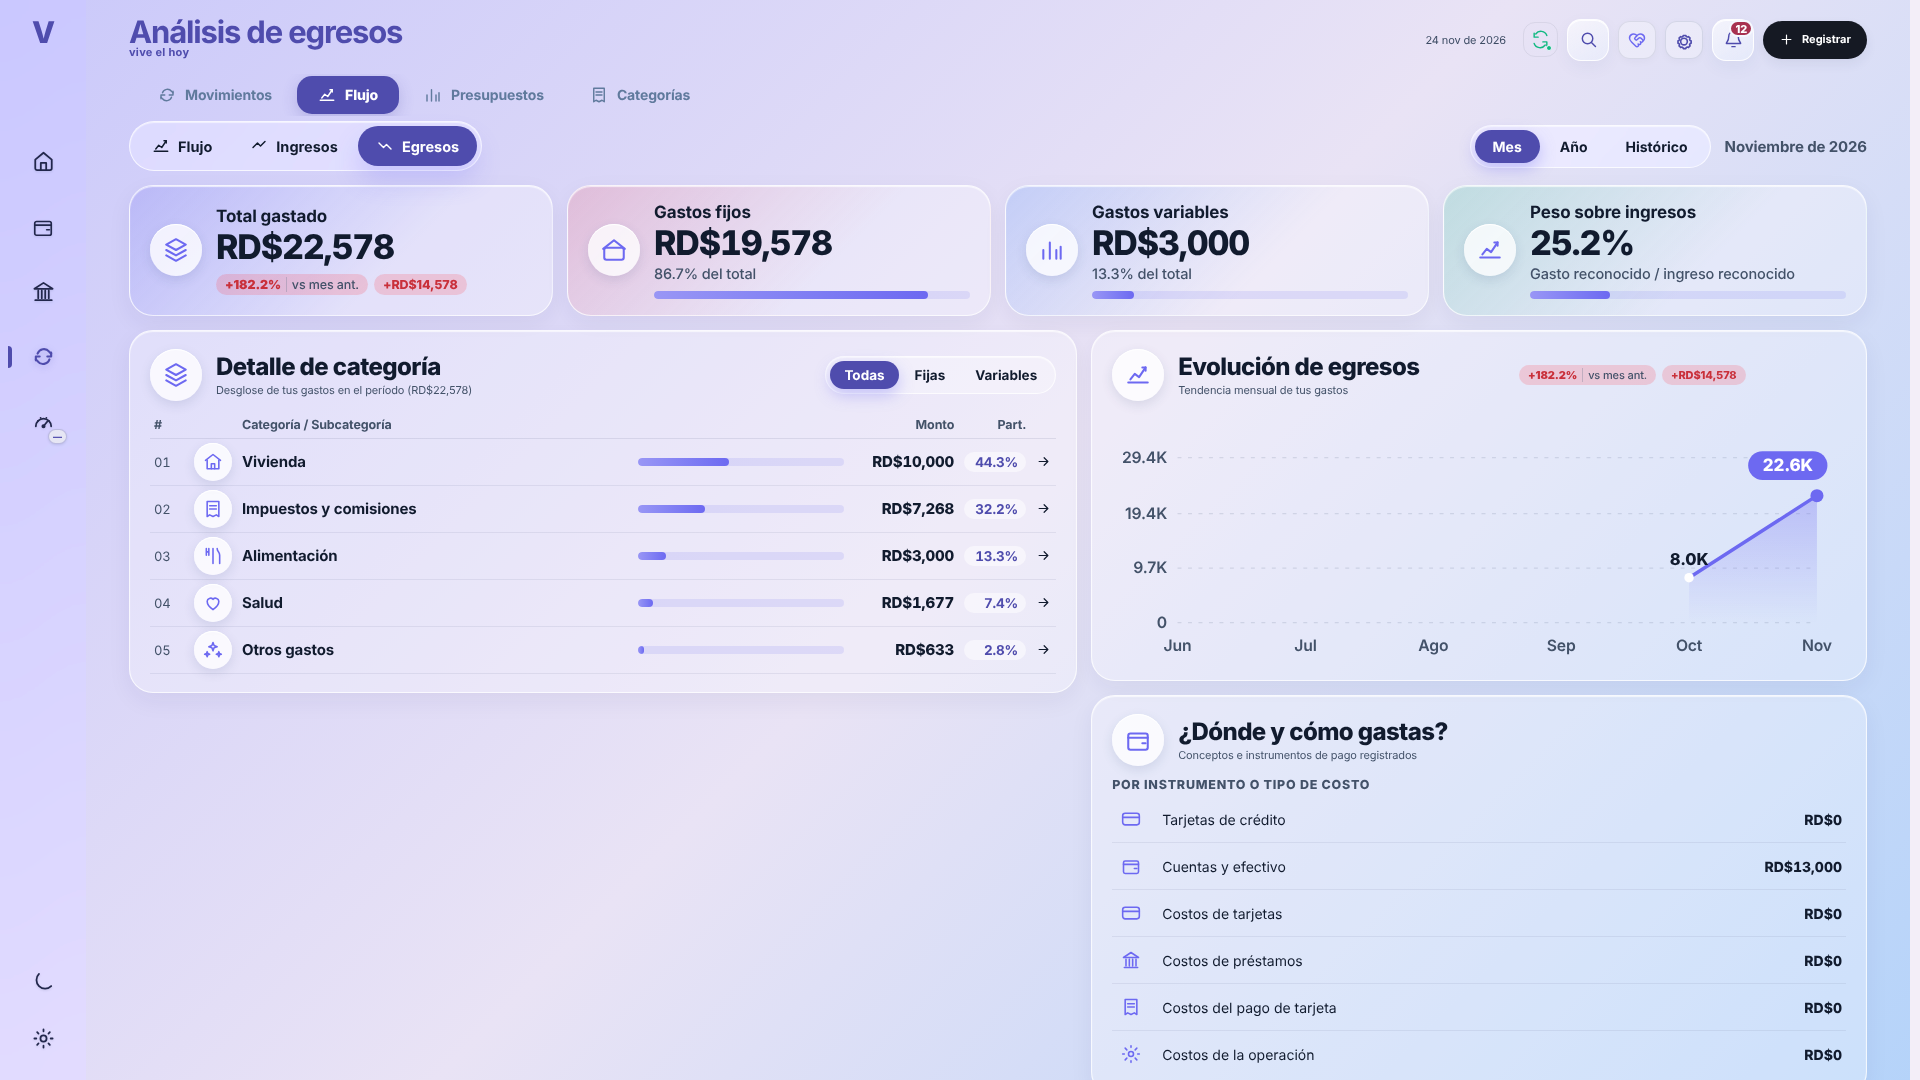 V
Análisis de egresos
vive el hoy
24 nov de 2026
12
Registrar
Movimientos
Flujo
Presupuestos
Categorías
Flujo
Ingresos
Egresos
Mes
Año
Histórico
Noviembre de 2026
Total gastado
RD$22,578
+182.2% vs mes ant. +RD$14,578
Gastos fijos
RD$19,578
86.7% del total
Gastos variables
RD$3,000
13.3% del total
Peso sobre ingresos
25.2%
Gasto reconocido / ingreso reconocido
Detalle de categoría
Desglose de tus gastos en el período (RD$22,578)
Todas
Fijas
Variables
# Categoría / Subcategoría Monto Part.
01 Vivienda RD$10,000 44.3%
02 Impuestos y comisiones RD$7,268 32.2%
03 Alimentación RD$3,000 13.3%
04 Salud RD$1,677 7.4%
05 Otros gastos RD$633 2.8%
Evolución de egresos
Tendencia mensual de tus gastos
+182.2% vs mes ant. +RD$14,578
29.4K
22.6K
19.4K
8.0K
9.7K
0
Jun Jul Ago Sep Oct Nov
¿Dónde y cómo gastas?
Conceptos e instrumentos de pago registrados
POR INSTRUMENTO O TIPO DE COSTO
Tarjetas de crédito RD$0
Cuentas y efectivo RD$13,000
Costos de tarjetas RD$0
Costos de préstamos RD$0
Costos del pago de tarjeta RD$0
Costos de la operación RD$0